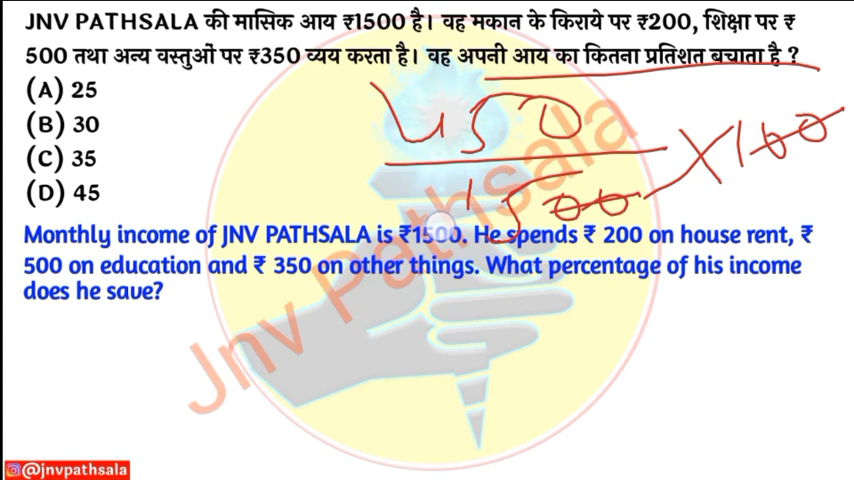 JNV PATHSALA की मासिक आय ₹1500 है। वह मकान के किराये पर ₹200, शिक्षा पर ₹
500 तथा अन्य वस्तुओं पर ₹350 व्यय करता है। वह अपनी आय का कितना प्रतिशत बचाता है ?
(A) 25
(B) 30
(C) 35
(D) 45
450
1500 × 100
Monthly income of JNV PATHSALA is ₹1500. He spends ₹ 200 on house rent, ₹
500 on education and ₹ 350 on other things. What percentage of his income
does he save?
Jnv Pathsala
@jnvpathsala